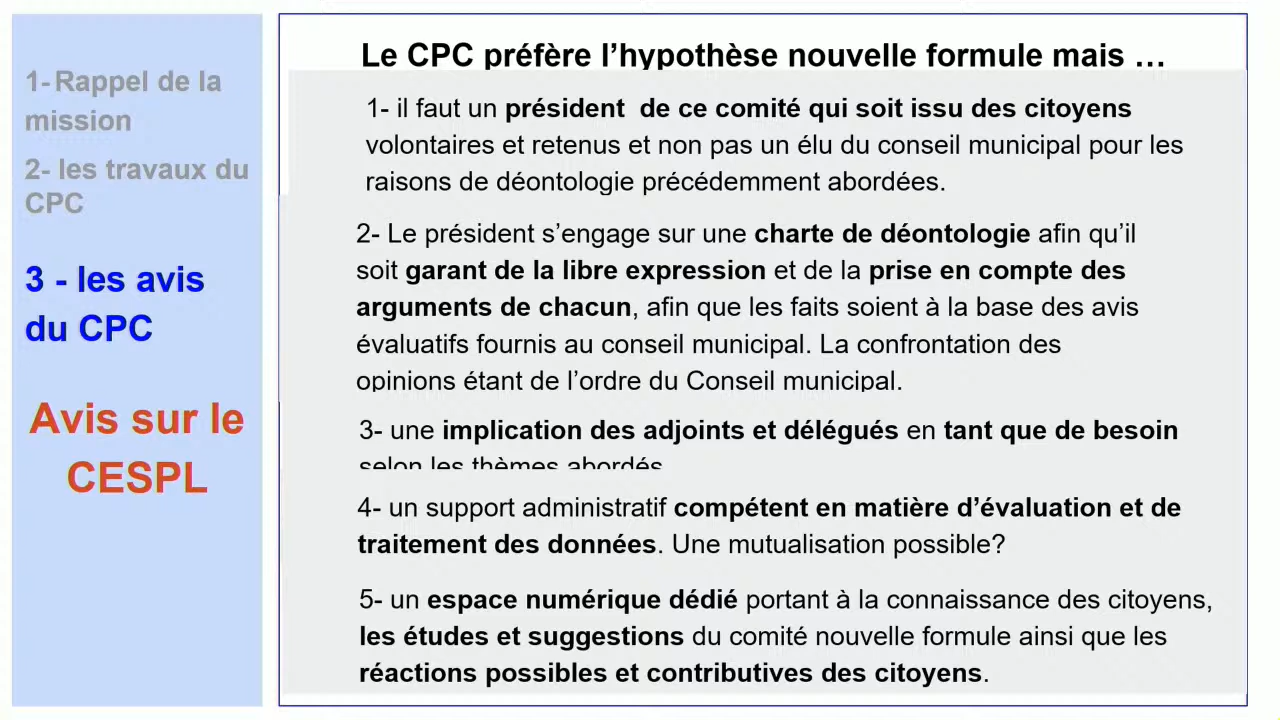 1- Rappel de la
mission
2- les travaux du
CPC
3 - les avis
du CPC
Avis sur le
CESPL
Le CPC préfère l’hypothèse nouvelle formule mais …
1- il faut un président de ce comité qui soit issu des citoyens
volontaires et retenus et non pas un élu du conseil municipal pour les
raisons de déontologie précédemment abordées.
2- Le président s’engage sur une charte de déontologie afin qu’il
soit garant de la libre expression et de la prise en compte des
arguments de chacun, afin que les faits soient à la base des avis
évaluatifs fournis au conseil municipal. La confrontation des
opinions étant de l’ordre du Conseil municipal.
3- une implication des adjoints et délégués en tant que de besoin
selon les thèmes abordés
4- un support administratif compétent en matière d’évaluation et de
traitement des données. Une mutualisation possible?
5- un espace numérique dédié portant à la connaissance des citoyens,
les études et suggestions du comité nouvelle formule ainsi que les
réactions possibles et contributives des citoyens.